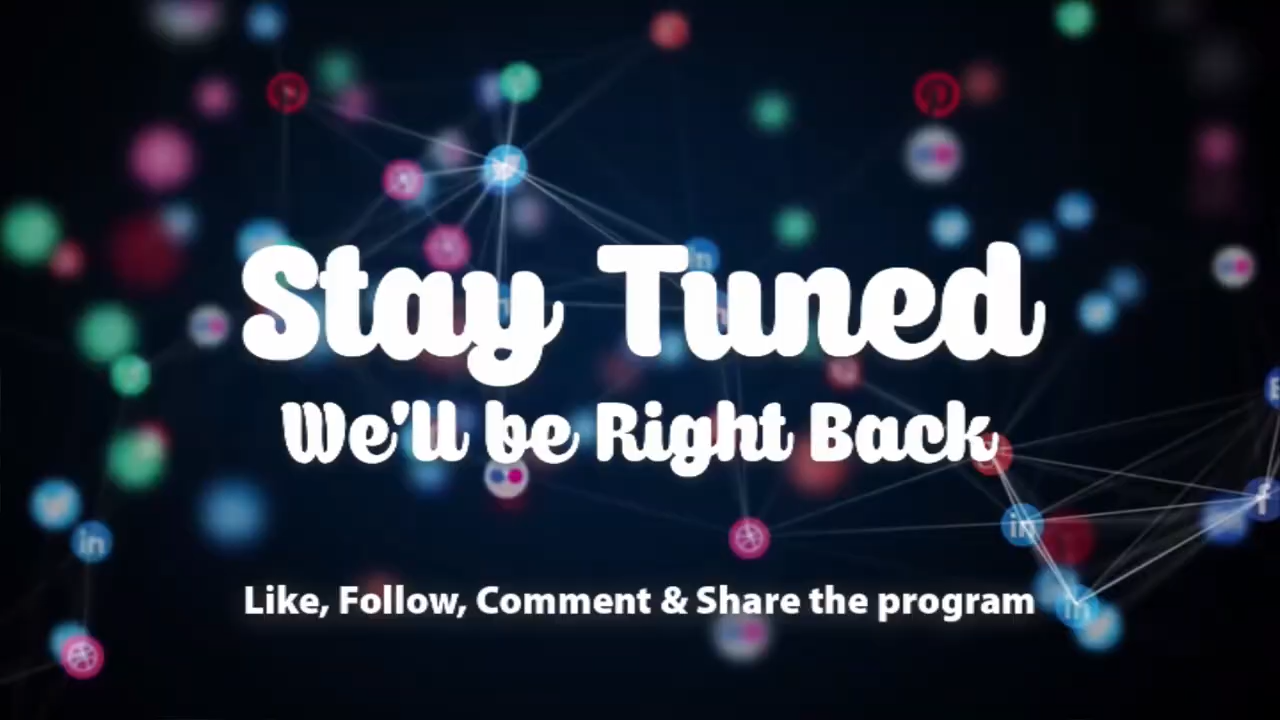 Stay Tuned
We'll be Right Back
Like, Follow, Comment & Share the program